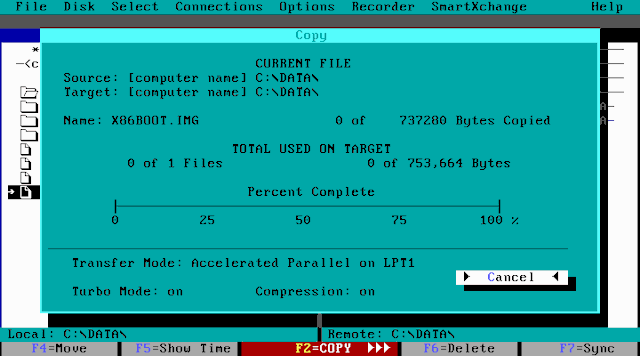 File Disk Select Connections Options Recorder SmartXchange Help
Copy
*
—<c
CURRENT FILE
Source: [computer name] C:\DATA\
Target: [computer name] C:\DATA\
Name: X86BOOT.IMG 0 of 737280 Bytes Copied
TOTAL USED ON TARGET
0 of 1 Files 0 of 753,664 Bytes
Percent Complete
0 25 50 75 100 %
Transfer Mode: Accelerated Parallel on LPT1
Cancel
Turbo Mode: on Compression: on
Local: C:\DATA\ Remote: C:\DATA\
F4=Move F5=Show Time F2=COPY F6=Delete F7=Sync